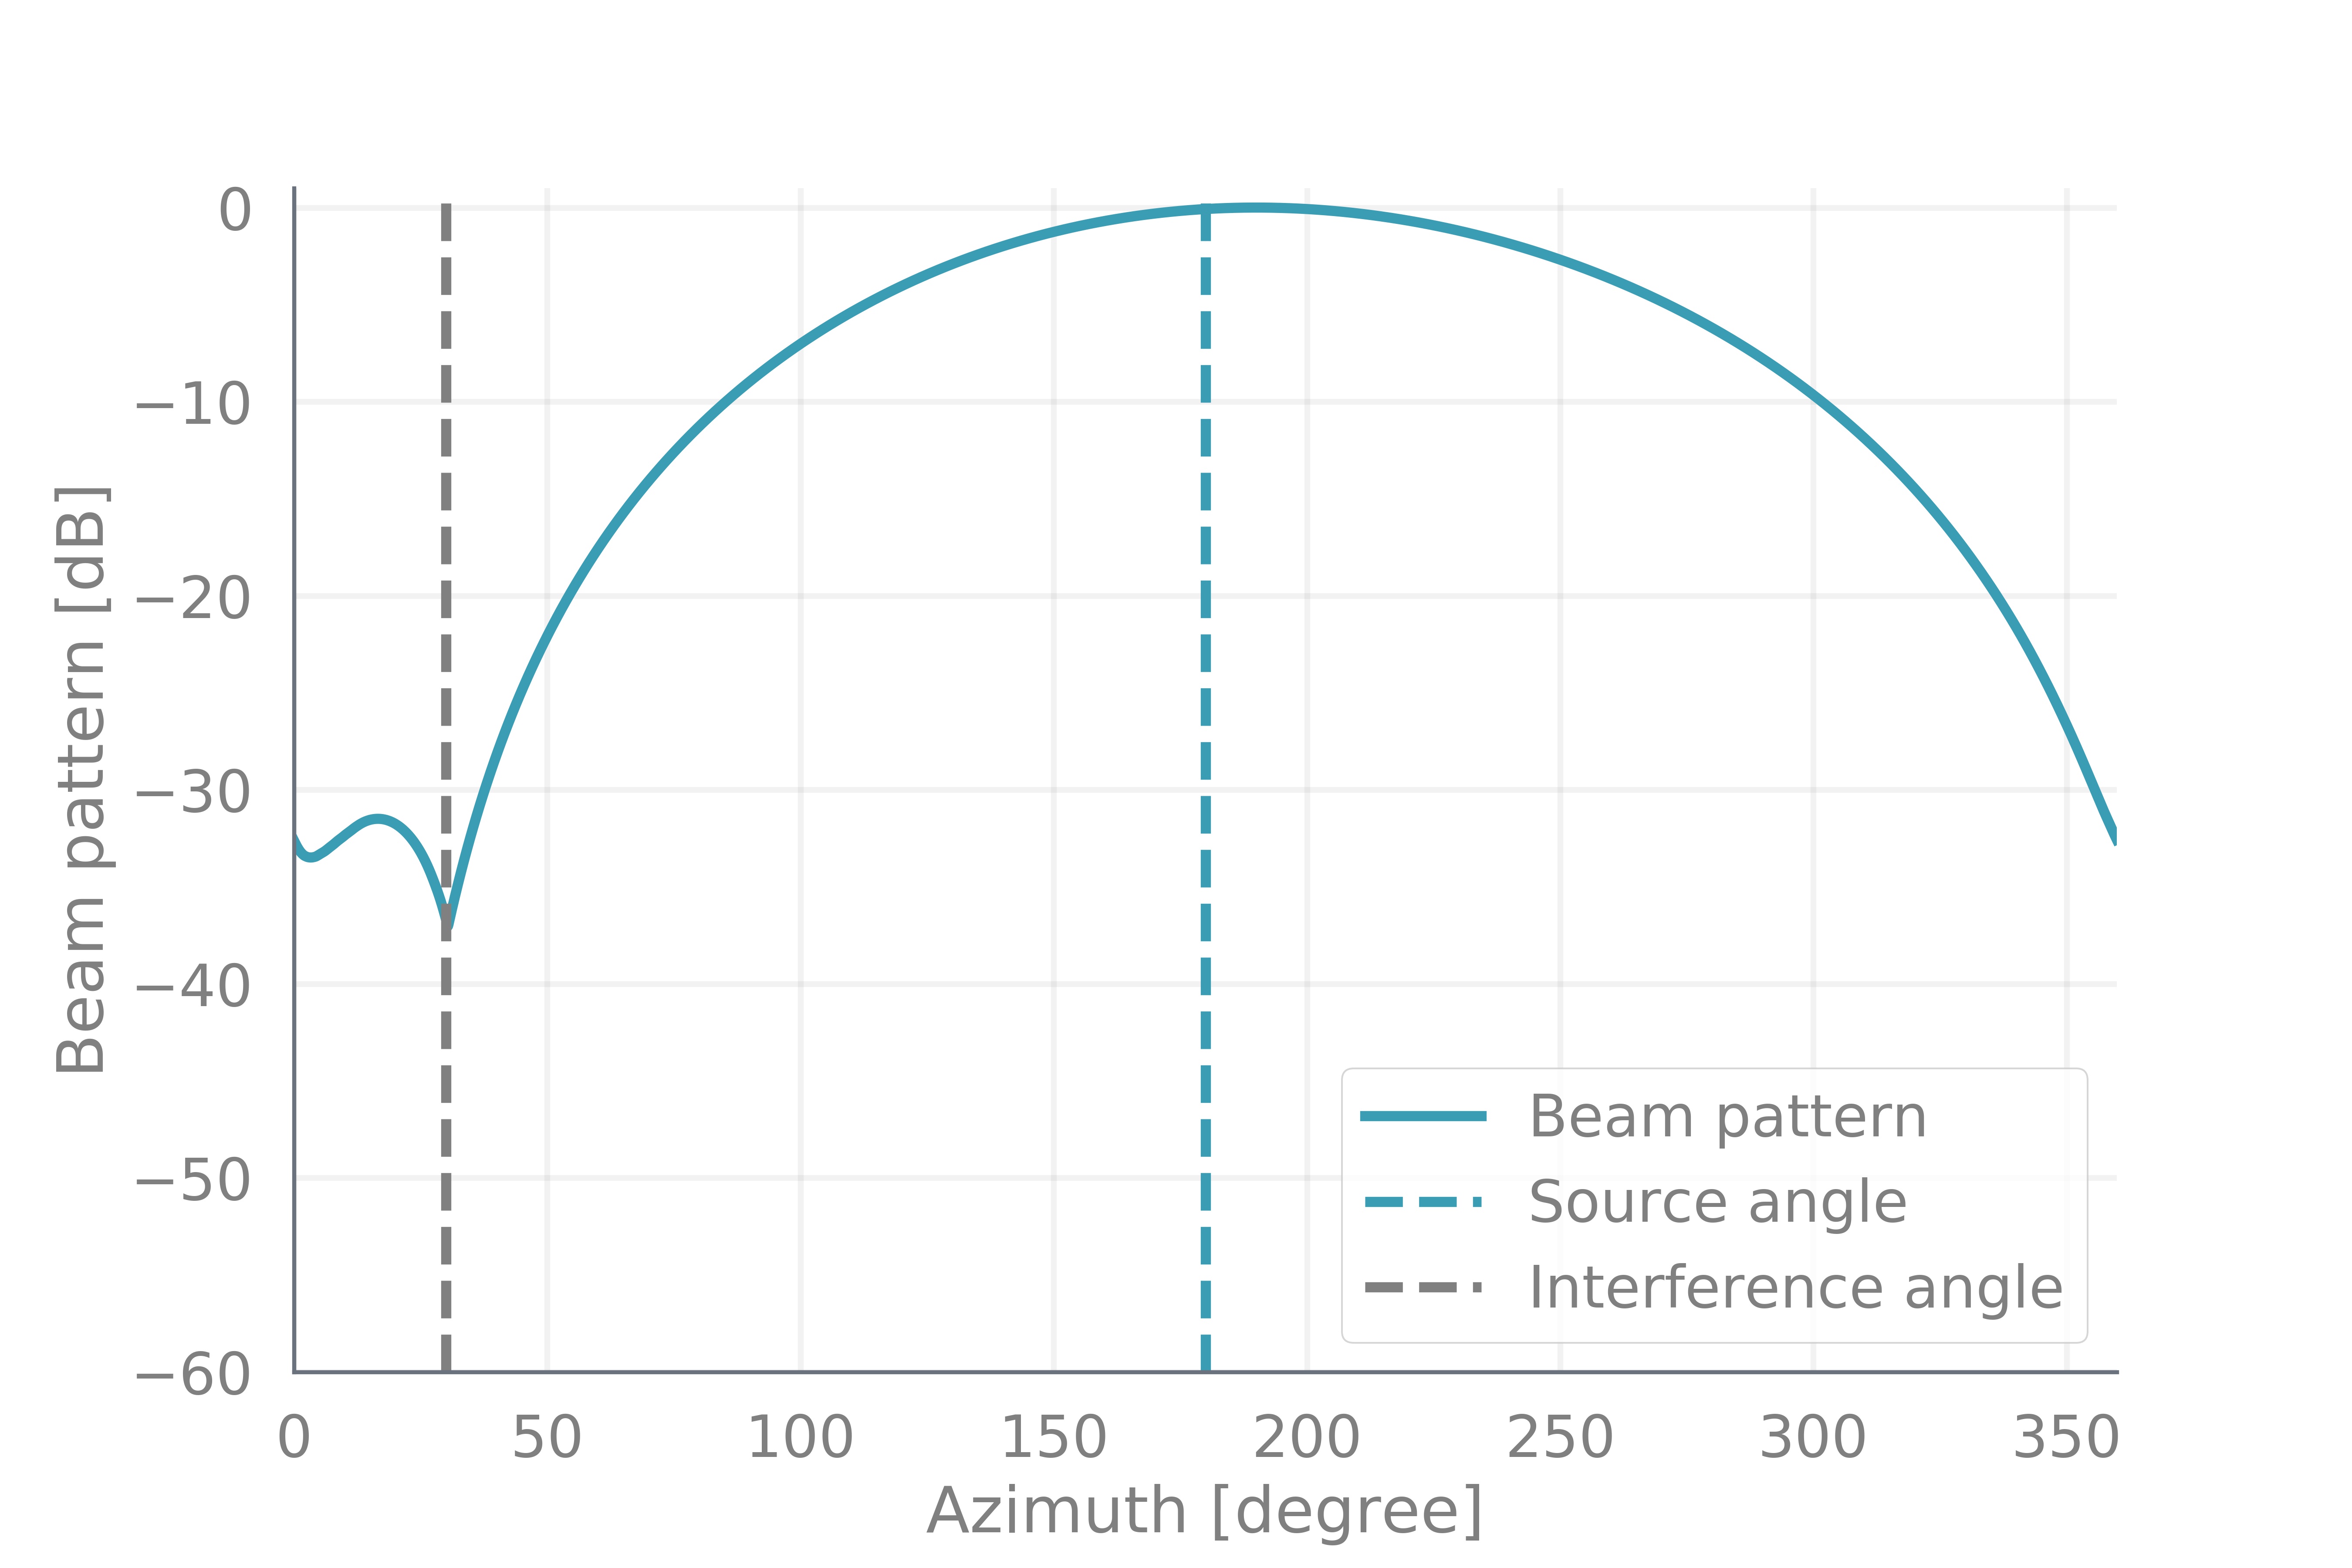 0
−10
−20
−30
−40
−50
−60
Beam pattern [dB]
Beam pattern
Source angle
Interference angle
0 50 100 150 200 250 300 350
Azimuth [degree]